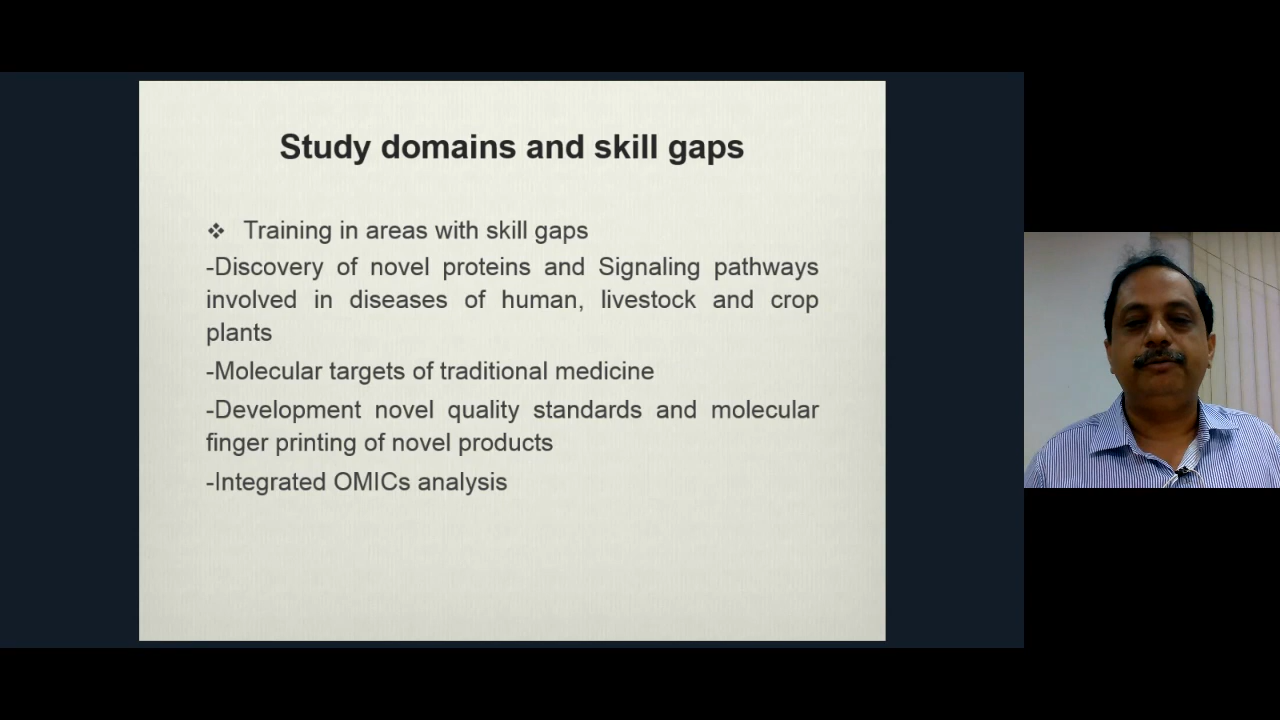 Study domains and skill gaps
❖ Training in areas with skill gaps
-Discovery of novel proteins and Signaling pathways
involved in diseases of human, livestock and crop
plants
-Molecular targets of traditional medicine
-Development novel quality standards and molecular
finger printing of novel products
-Integrated OMICs analysis